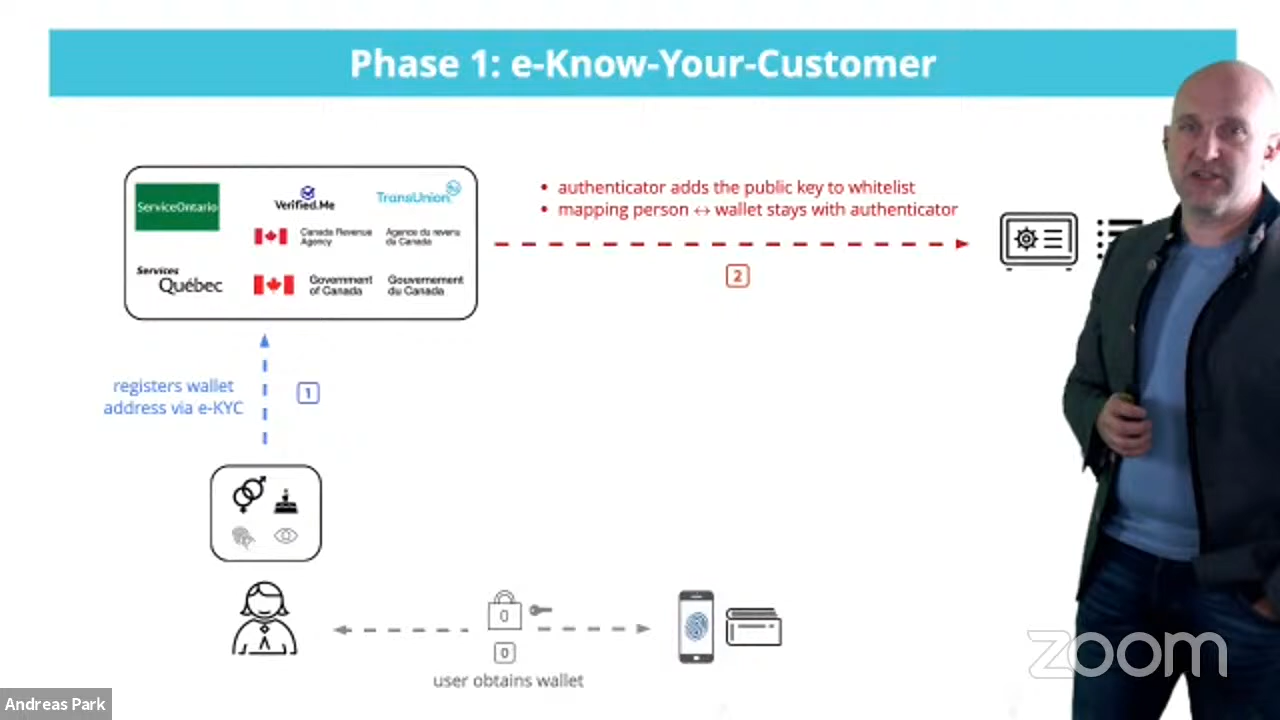 Phase 1: e-Know-Your-Customer
ServiceOntario
Verified.Me
TransUnion
tu
Canada Revenue
Agency
Agence du revenu
du Canada
Services
Québec
Government
of Canada
Gouvernement
du Canada
• authenticator adds the public key to whitelist
• mapping person ↔ wallet stays with authenticator
2
registers wallet
address via e-KYC
1
0
0
user obtains wallet
zoom
Andreas Park